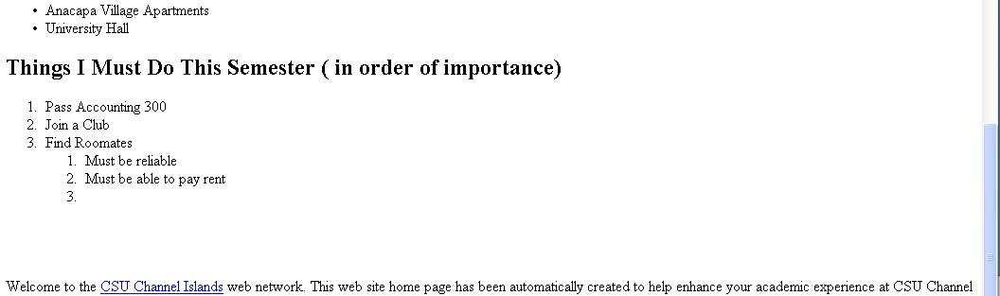 • Anacapa Village Apartments
• University Hall
Things I Must Do This Semester ( in order of importance)
1. Pass Accounting 300
2. Join a Club
3. Find Roomates
1. Must be reliable
2. Must be able to pay rent
3.
Welcome to the CSU Channel Islands web network. This web site home page has been automatically created to help enhance your academic experience at CSU Channel